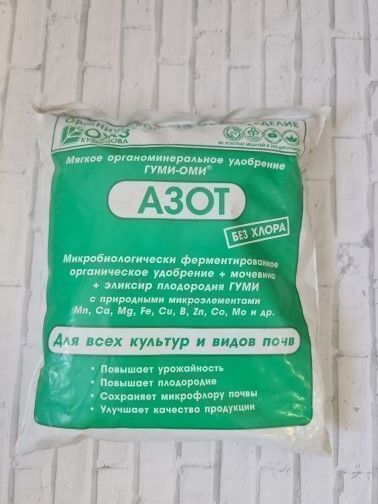 КУЗНЕЦОВА
Мягкое органоминеральное удобрение
ГУМИ-ОМИ®
АЗОТ
БЕЗ ХЛОРА
Микробиологически ферментированное
органическое удобрение + мочевина
+ эликсир плодородия ГУМИ
с природными микроэлементами
Mn, Ca, Mg, Fe, Cu, B, Zn, Co, Mo и др.
Для всех культур и видов почв
• Повышает урожайность
• Повышает плодородие
• Сохраняет микрофлору почвы
• Улучшает качество продукции